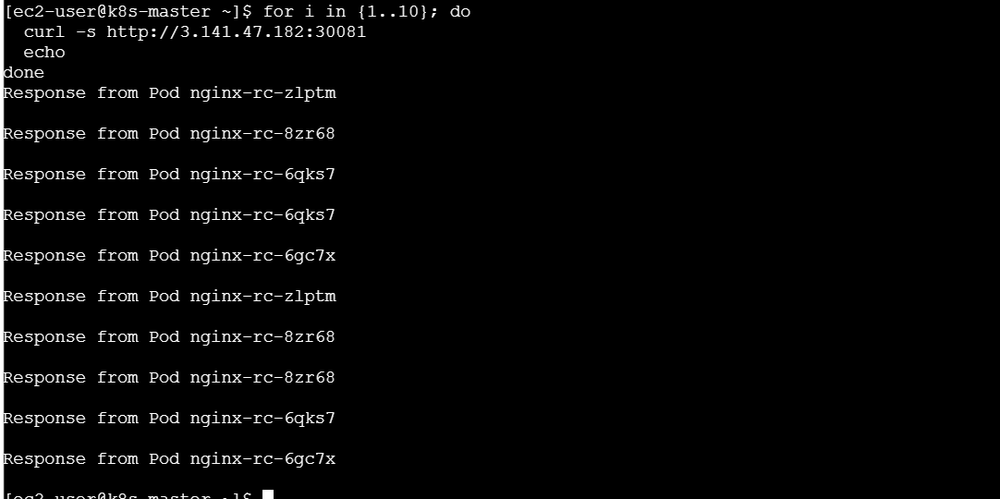 [ec2-user@k8s-master ~]$ for i in {1..10}; do
  curl -s http://3.141.47.182:30081
  echo
done
Response from Pod nginx-rc-zlptm
Response from Pod nginx-rc-8zr68
Response from Pod nginx-rc-6qks7
Response from Pod nginx-rc-6qks7
Response from Pod nginx-rc-6gc7x
Response from Pod nginx-rc-zlptm
Response from Pod nginx-rc-8zr68
Response from Pod nginx-rc-8zr68
Response from Pod nginx-rc-6qks7
Response from Pod nginx-rc-6gc7x
[ec2-user@k8s-master ~]$